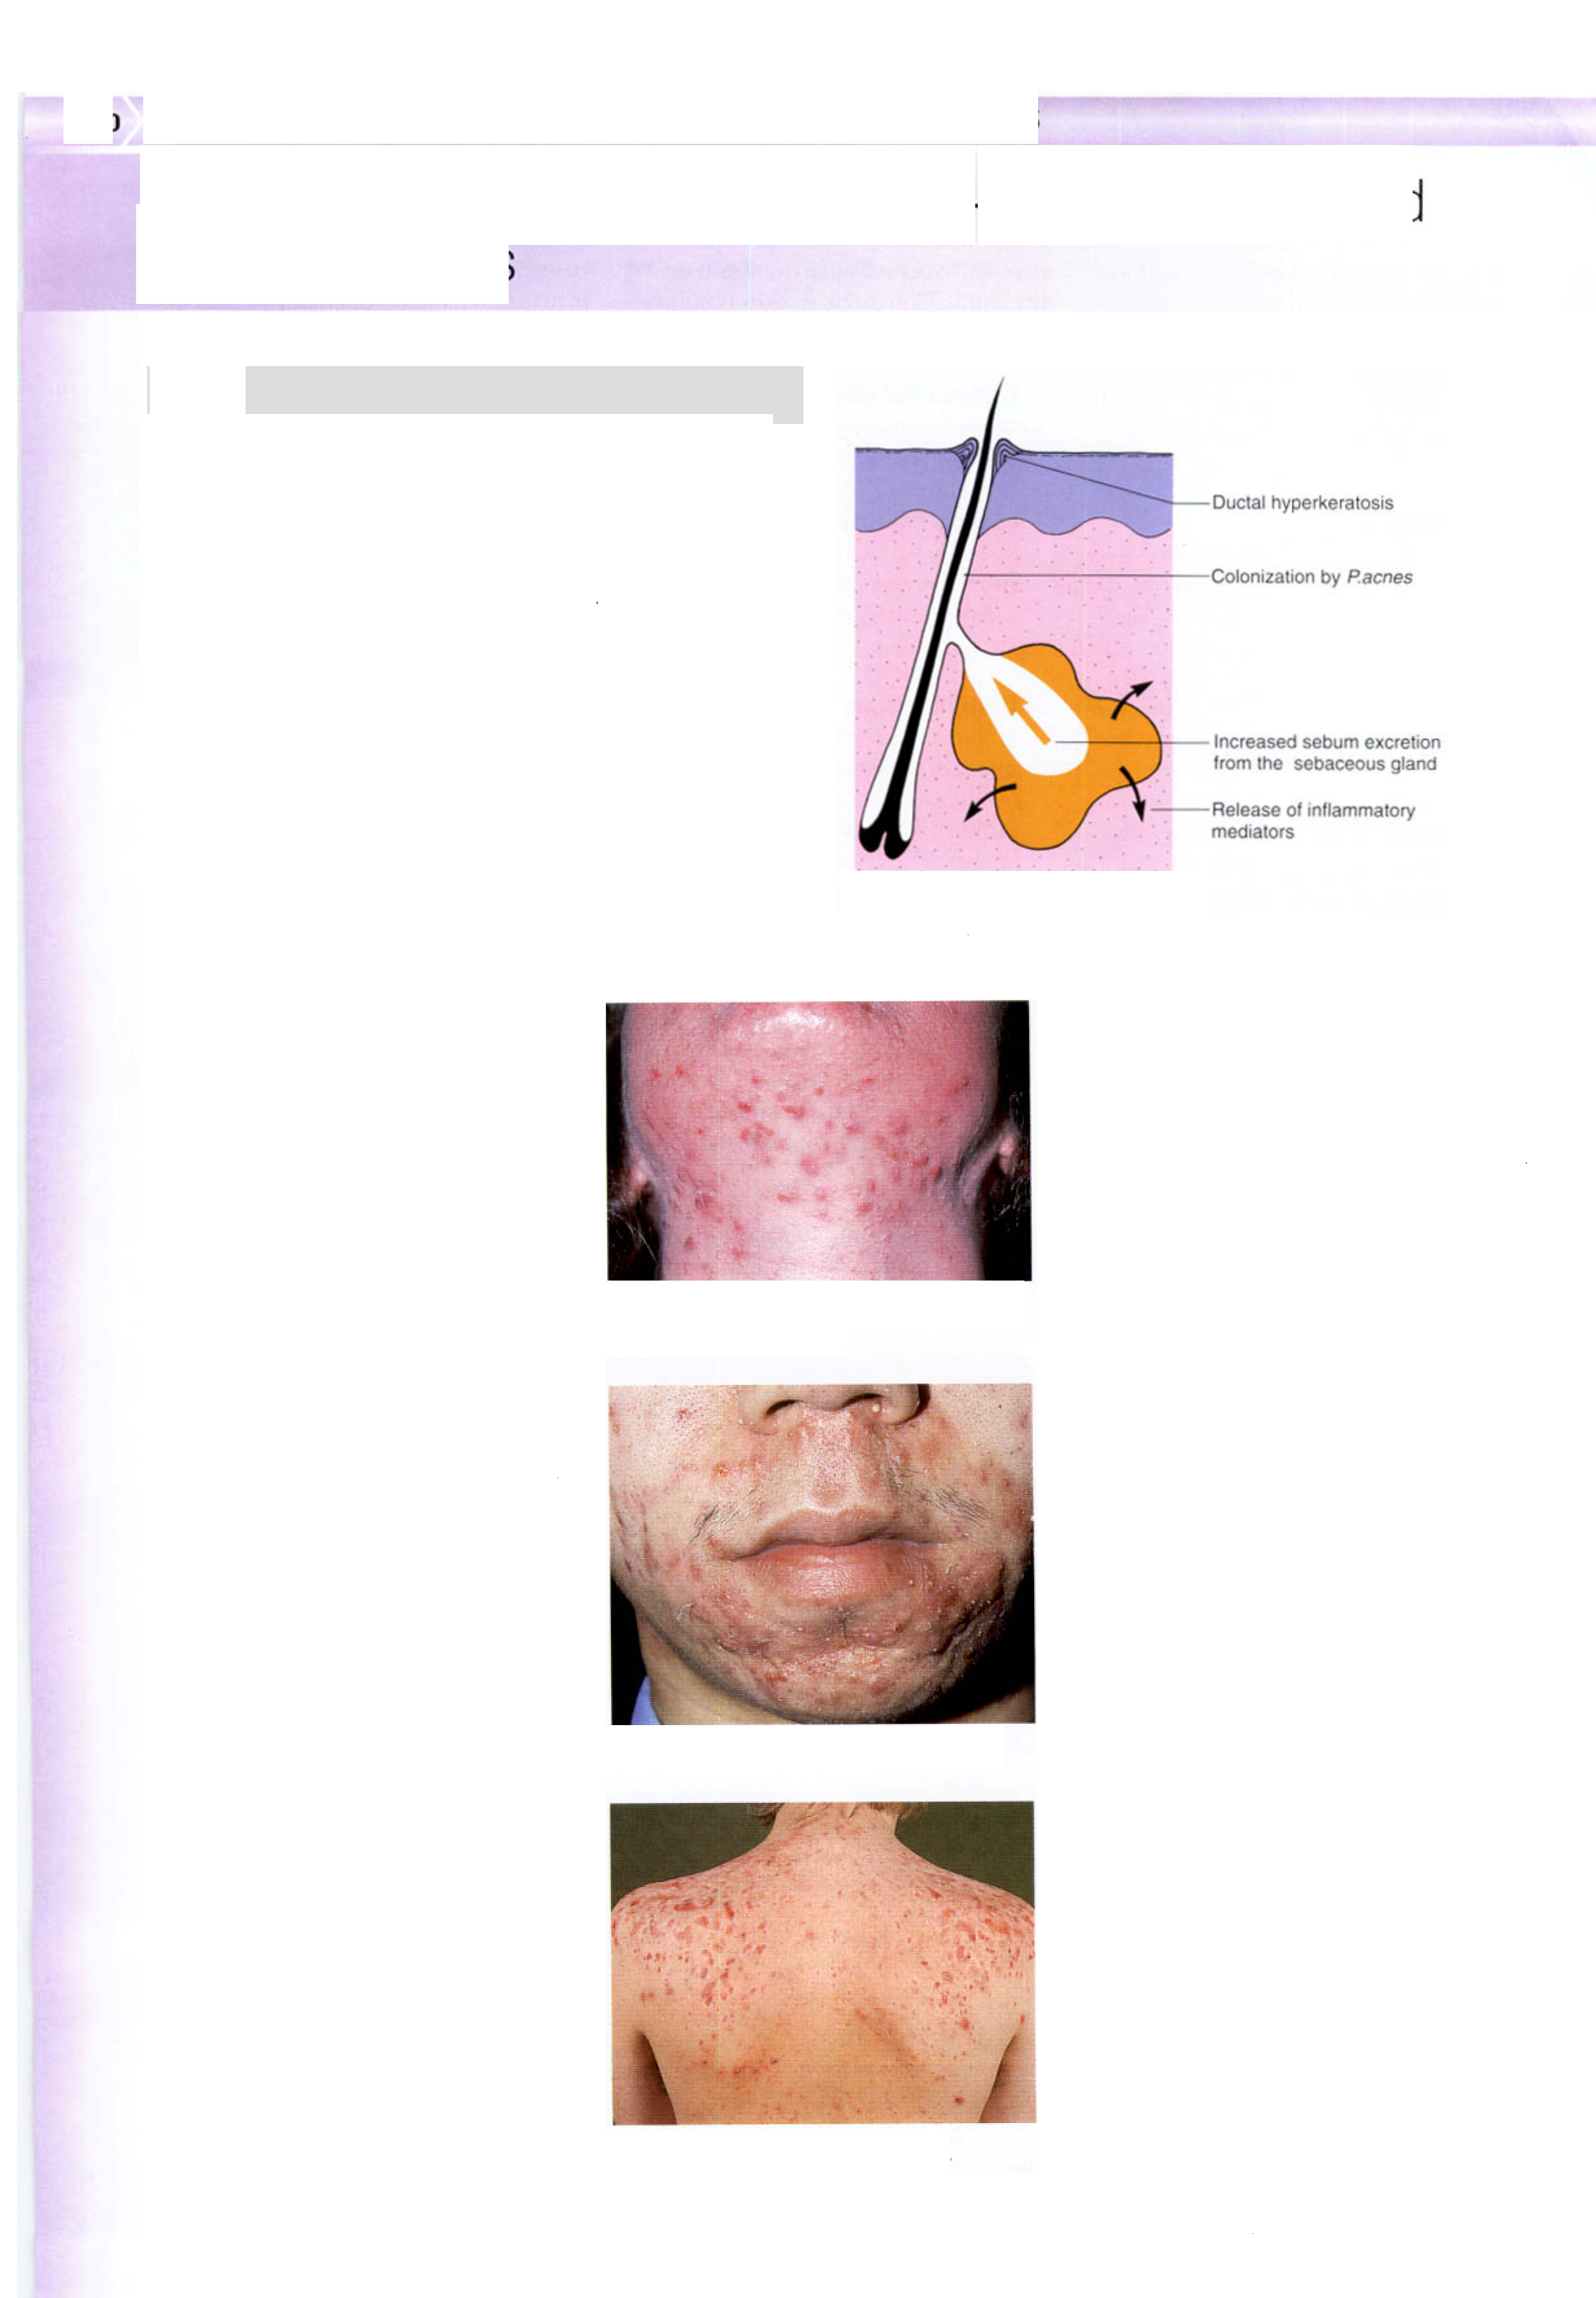 Ductal hyperkeratosis
Colonization by P.acnes
Increased sebum excretion
from the sebaceous gland
Release of inflammatory
mediators